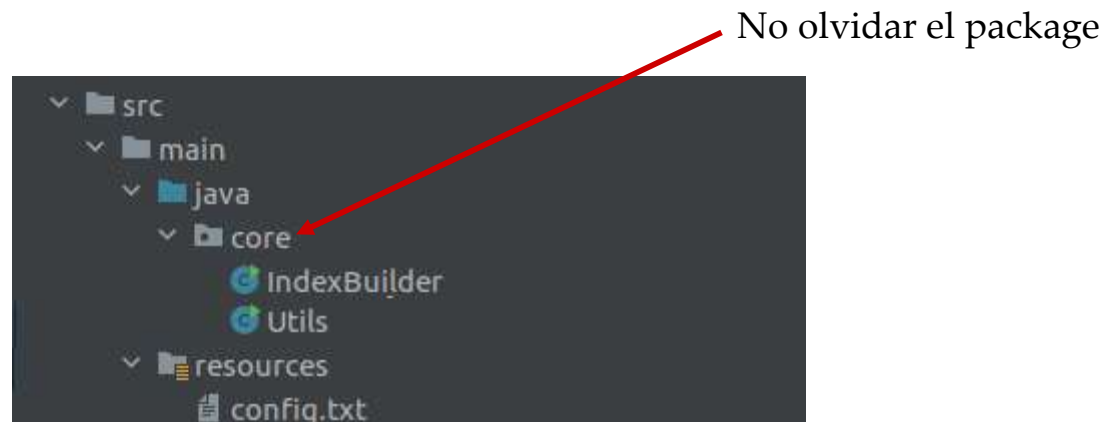 No olvidar el package
src
main
java
core
IndexBuilder
Utils
resources
config.txt